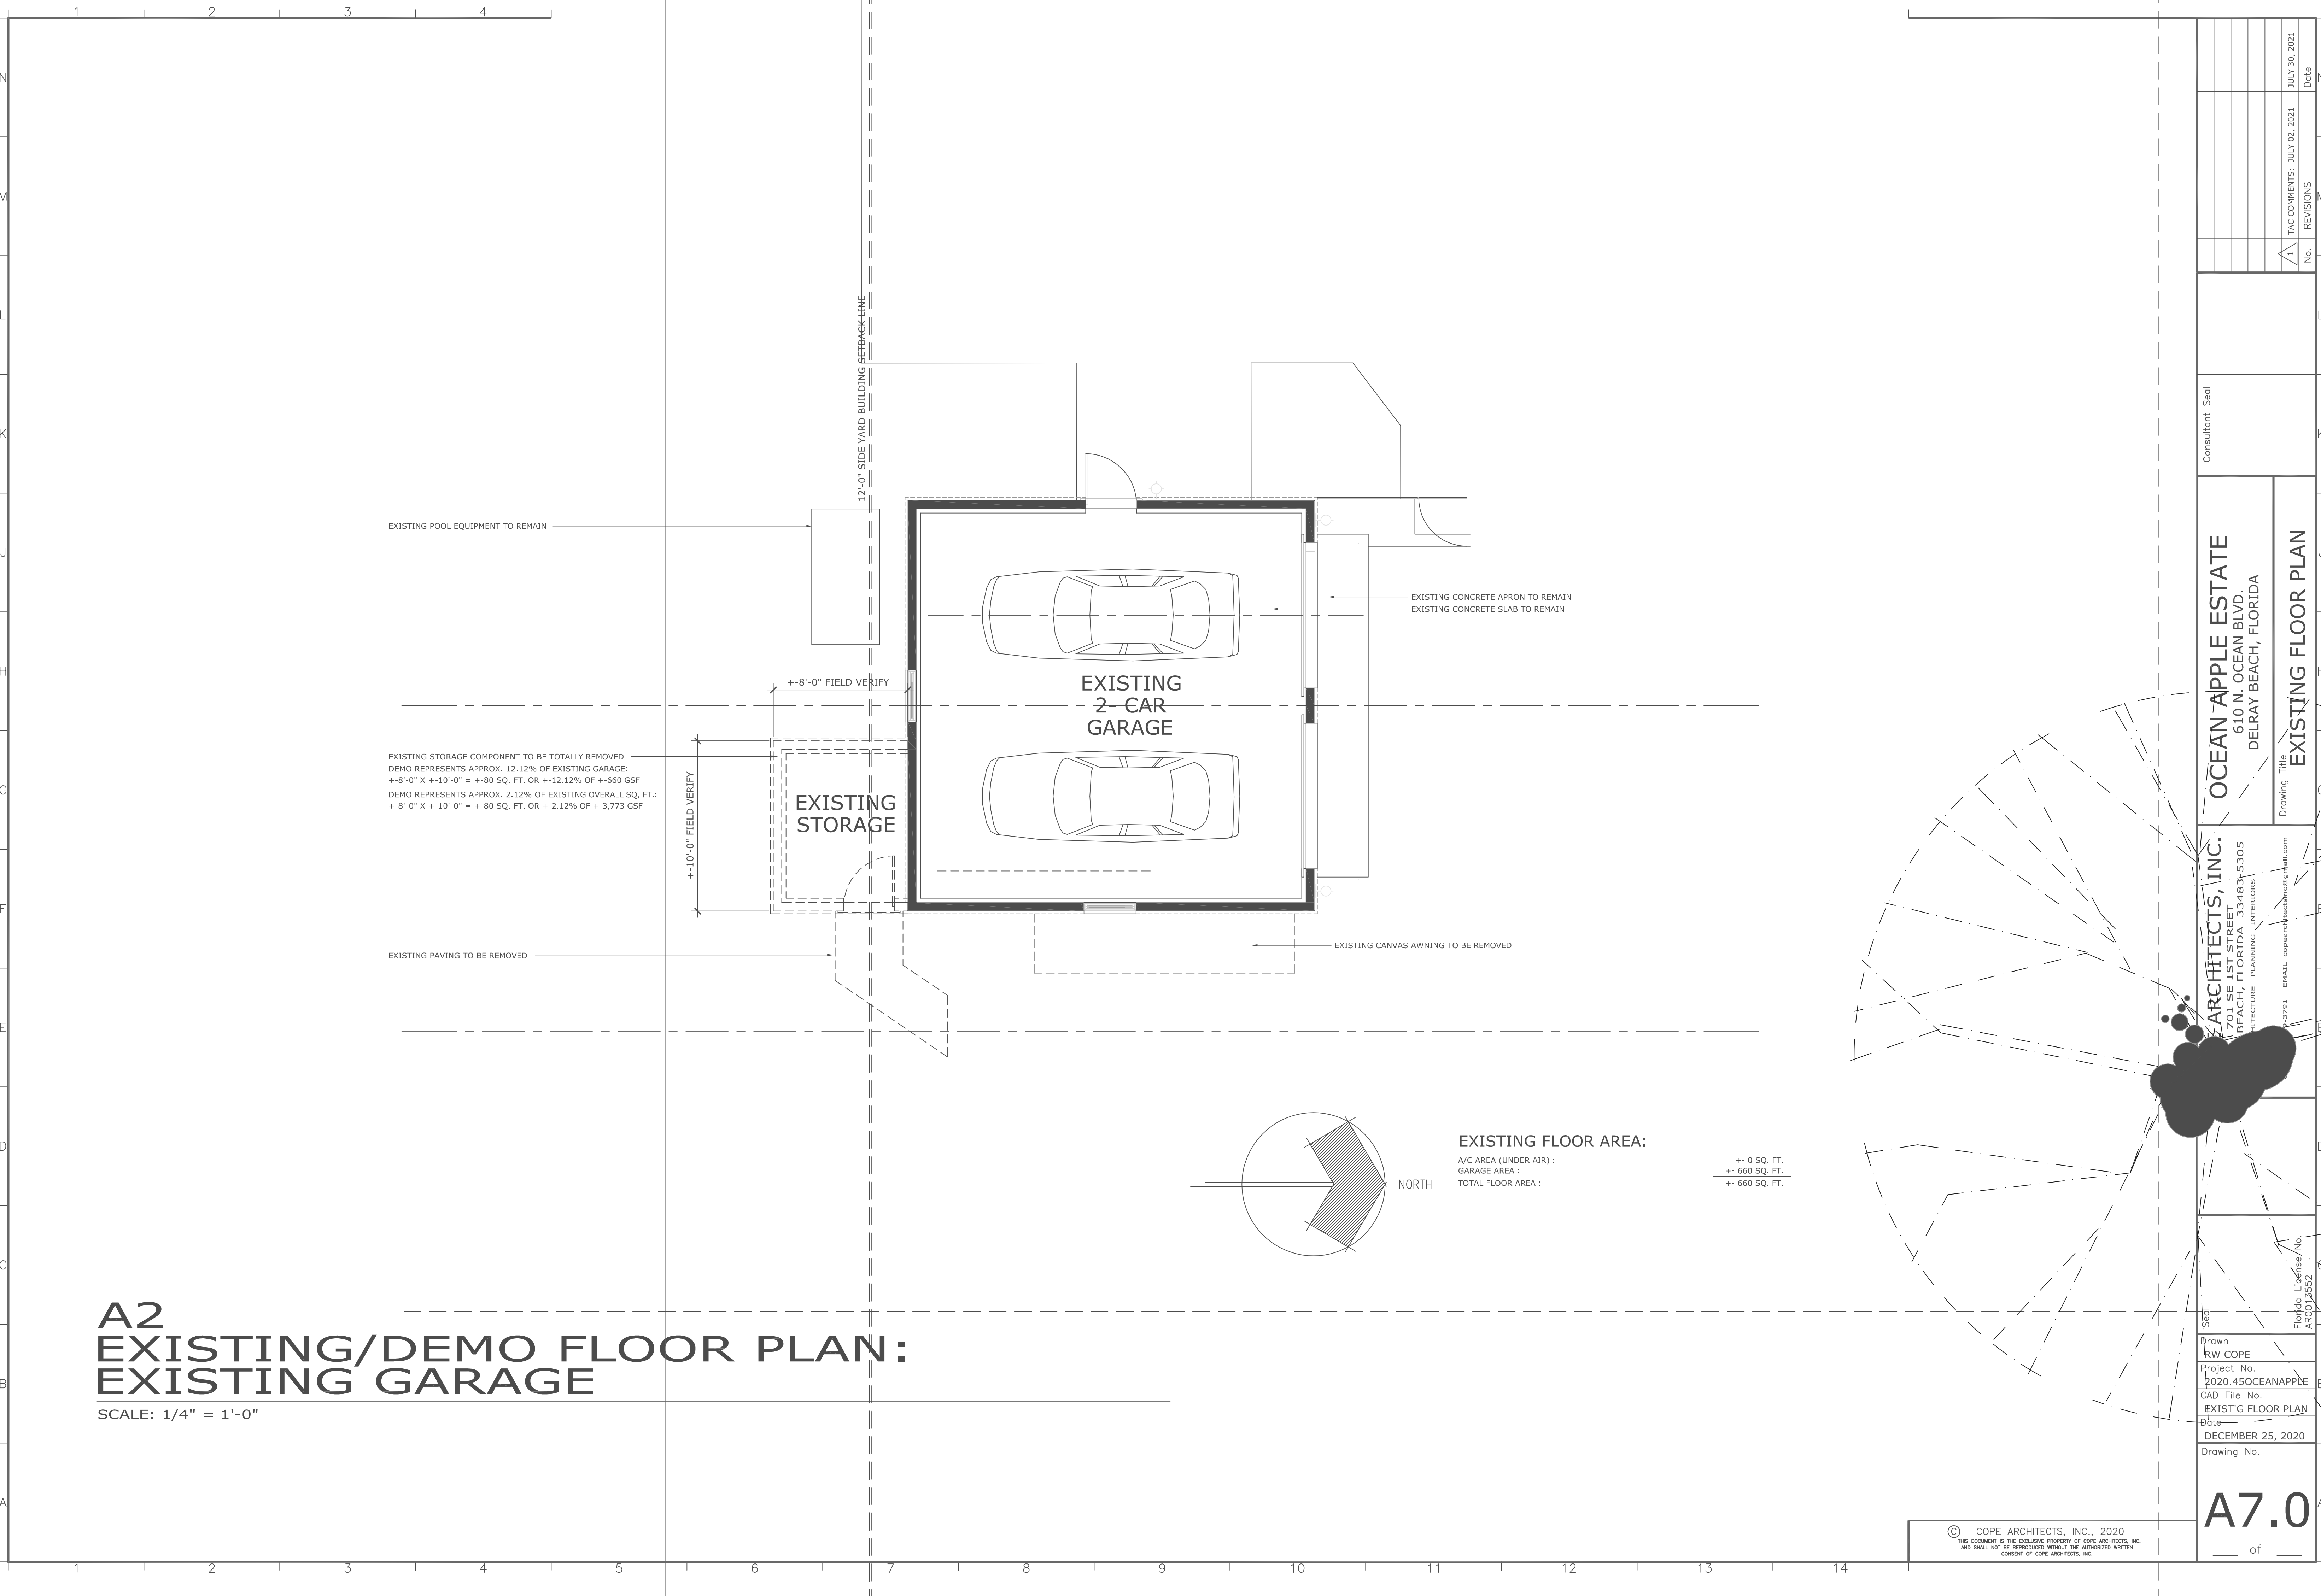 1 2 3 4
N
M
L
K
J
H
G
F
E
D
C
B
A
12'-0" SIDE YARD BUILDING SETBACK LINE
EXISTING POOL EQUIPMENT TO REMAIN
EXISTING CONCRETE APRON TO REMAIN
EXISTING CONCRETE SLAB TO REMAIN
+-8'-0" FIELD VERIFY
EXISTING
2- CAR
GARAGE
EXISTING STORAGE COMPONENT TO BE TOTALLY REMOVED
DEMO REPRESENTS APPROX. 12.12% OF EXISTING GARAGE:
+-8'-0" X +-10'-0" = +-80 SQ. FT. OR +-12.12% OF +-660 GSF
DEMO REPRESENTS APPROX. 2.12% OF EXISTING OVERALL SQ, FT.:
+-8'-0" X +-10'-0" = +-80 SQ. FT. OR +-2.12% OF +-3,773 GSF
+-10'-0" FIELD VERIFY
EXISTING
STORAGE
EXISTING CANVAS AWNING TO BE REMOVED
EXISTING PAVING TO BE REMOVED
NORTH
EXISTING FLOOR AREA:
A/C AREA (UNDER AIR) : +- 0 SQ. FT.
GARAGE AREA : +- 660 SQ. FT.
TOTAL FLOOR AREA : +- 660 SQ. FT.
A2
EXISTING/DEMO FLOOR PLAN:
EXISTING GARAGE
SCALE: 1/4" = 1'-0"
© COPE ARCHITECTS, INC., 2020
THIS DOCUMENT IS THE EXCLUSIVE PROPERTY OF COPE ARCHITECTS, INC.
AND SHALL NOT BE REPRODUCED WITHOUT THE AUTHORIZED WRITTEN
CONSENT OF COPE ARCHITECTS, INC.
1 2 3 4 5 6 7 8 9 10 11 12 13 14
1 TAC COMMENTS: JULY 02, 2021 JULY 30, 2021
No. REVISIONS Date
Consultant Seal
OCEAN APPLE ESTATE
610 N. OCEAN BLVD.
DELRAY BEACH, FLORIDA
Drawing Title
EXISTING FLOOR PLAN
ARCHITECTS, INC.
701 SE 1ST STREET
BEACH, FLORIDA 33483-5305
- PLANNING - INTERIORS
-3791 EMAIL copearchitectsinc@gmail.com
Seal
Florida License No.
AR0013552
Drawn
RW COPE
Project No.
2020.45OCEANAPPLE
CAD File No.
EXIST'G FLOOR PLAN
Date
DECEMBER 25, 2020
Drawing No.
A7.0
of